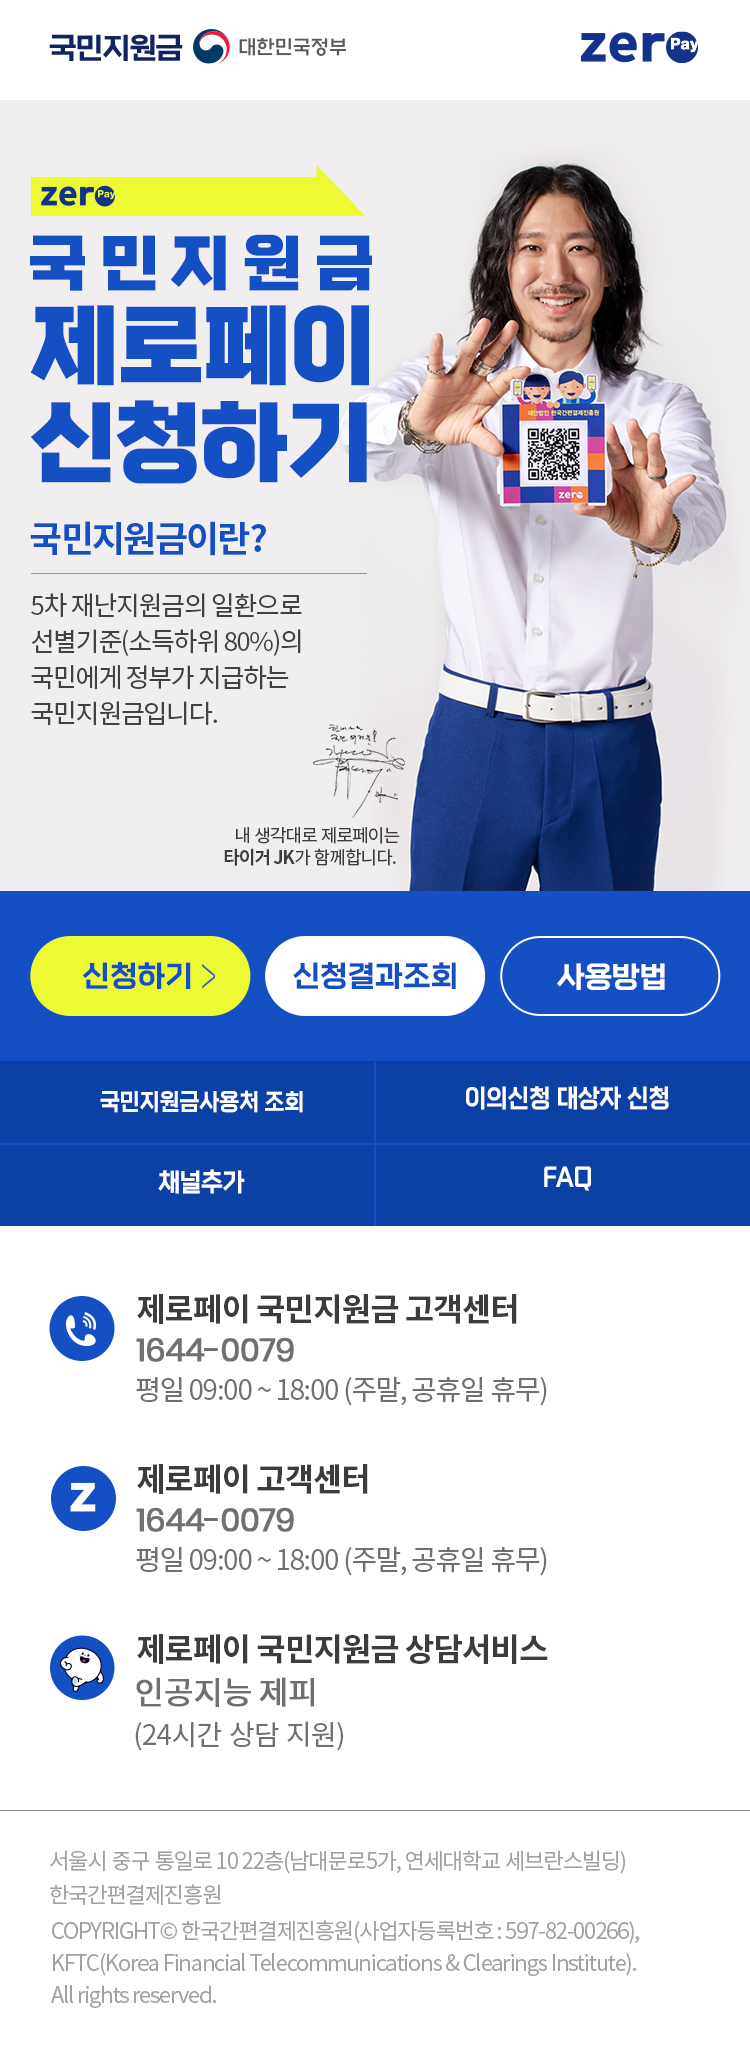 국민지원금 대한민국정부 zero Pay
zero Pay
국민지원금
제로페이
신청하기
재단법인 한국간편결제진흥원
zero
국민지원금이란?
5차 재난지원금의 일환으로
선별기준(소득하위 80%)의
국민에게 정부가 지급하는
국민지원금입니다.
내 생각대로 제로페이는
타이거 JK가 함께합니다.
신청하기 > 신청결과조회 사용방법
국민지원금사용처 조회 이의신청 대상자 신청
채널추가 FAQ
제로페이 국민지원금 고객센터
1644-0079
평일 09:00 ~ 18:00 (주말, 공휴일 휴무)
Z 제로페이 고객센터
1644-0079
평일 09:00 ~ 18:00 (주말, 공휴일 휴무)
제로페이 국민지원금 상담서비스
인공지능 제피
(24시간 상담 지원)
서울시 중구 통일로 10 22층(남대문로5가, 연세대학교 세브란스빌딩)
한국간편결제진흥원
COPYRIGHT© 한국간편결제진흥원(사업자등록번호 : 597-82-00266),
KFTC(Korea Financial Telecommunications & Clearings Institute).
All rights reserved.